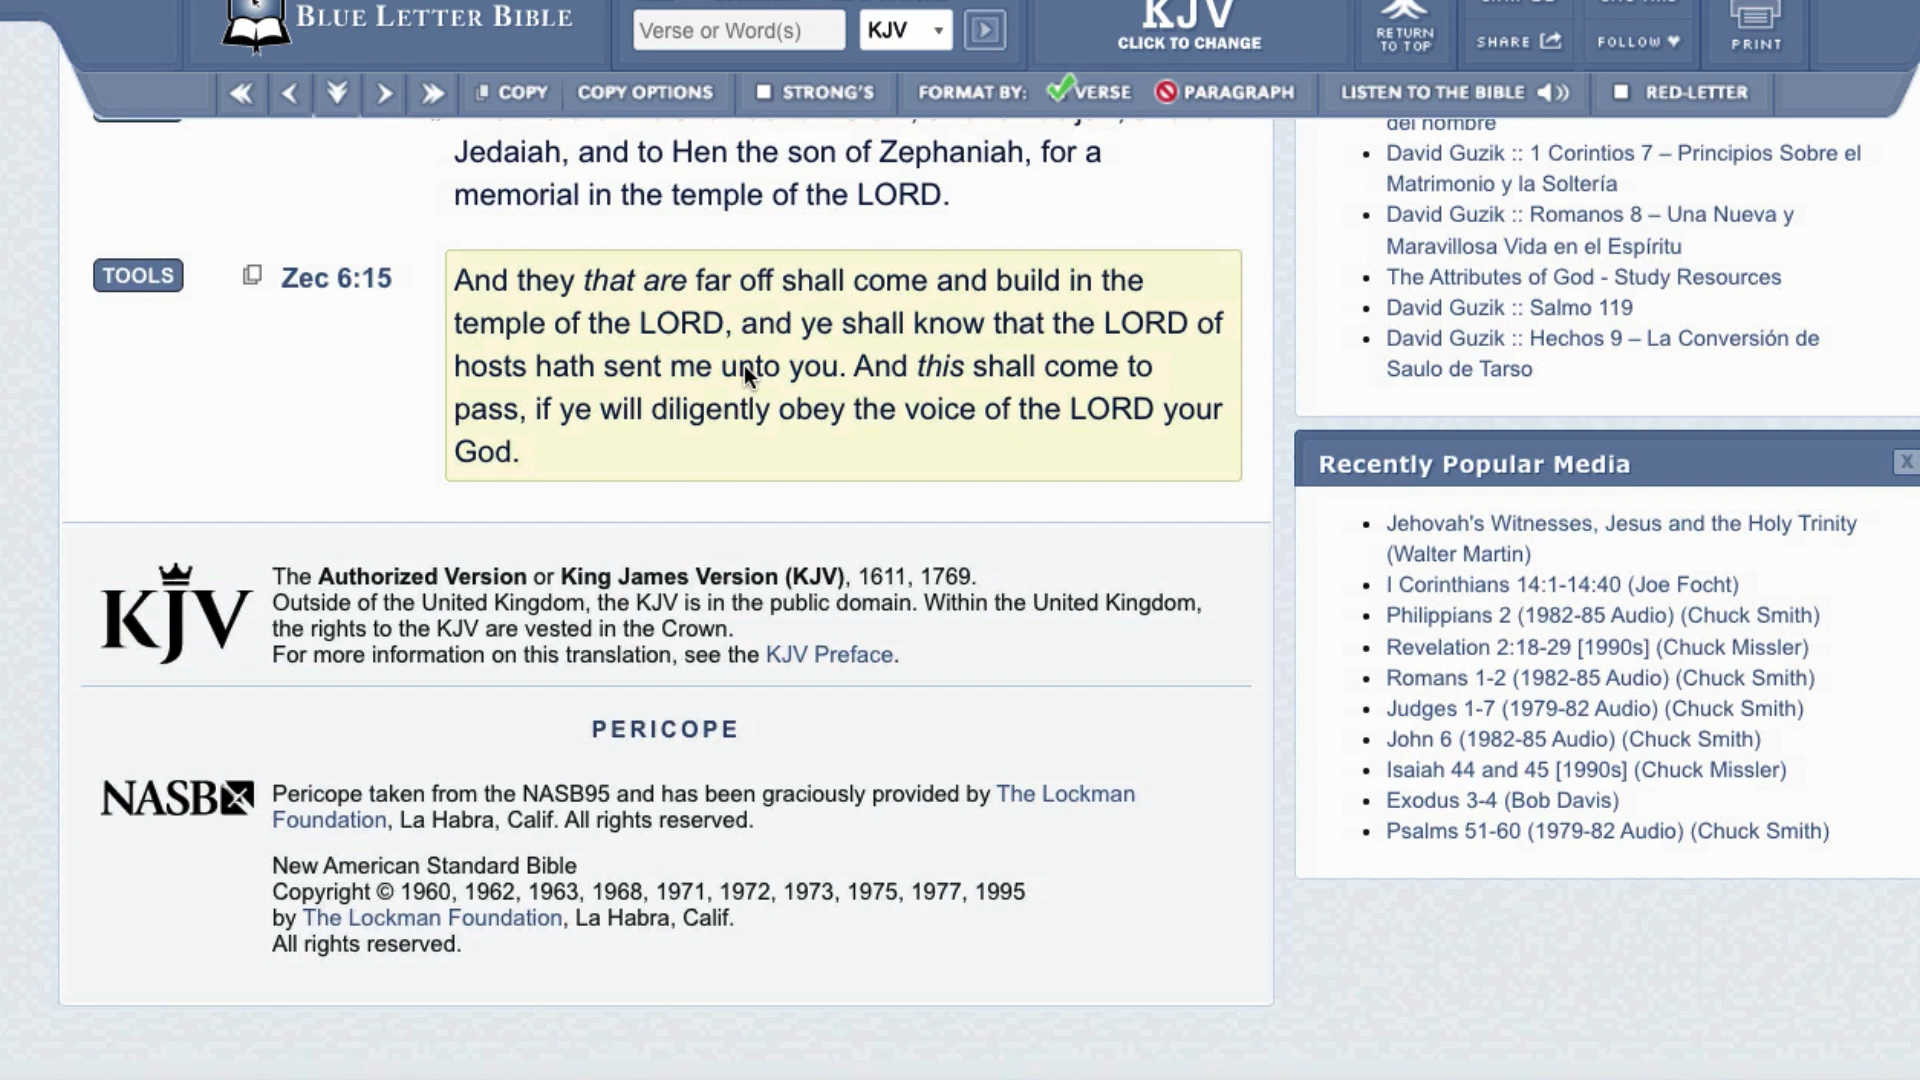 BLUE LETTER BIBLE
Verse or Word(s)
KJV
KJV
CLICK TO CHANGE
RETURN
TO TOP
SHARE
FOLLOW
PRINT
COPY
COPY OPTIONS
STRONG'S
FORMAT BY:
VERSE
PARAGRAPH
LISTEN TO THE BIBLE
RED-LETTER
Jedaiah, and to Hen the son of Zephaniah, for a
memorial in the temple of the LORD.
TOOLS
Zec 6:15
And they that are far off shall come and build in the
temple of the LORD, and ye shall know that the LORD of
hosts hath sent me unto you. And this shall come to
pass, if ye will diligently obey the voice of the LORD your
God.
KJV
The Authorized Version or King James Version (KJV), 1611, 1769.
Outside of the United Kingdom, the KJV is in the public domain. Within the United Kingdom,
the rights to the KJV are vested in the Crown.
For more information on this translation, see the KJV Preface.
PERICOPE
NASB
Pericope taken from the NASB95 and has been graciously provided by The Lockman
Foundation, La Habra, Calif. All rights reserved.
New American Standard Bible
Copyright © 1960, 1962, 1963, 1968, 1971, 1972, 1973, 1975, 1977, 1995
by The Lockman Foundation, La Habra, Calif.
All rights reserved.
del hombre
David Guzik :: 1 Corintios 7 – Principios Sobre el
Matrimonio y la Soltería
David Guzik :: Romanos 8 – Una Nueva y
Maravillosa Vida en el Espíritu
The Attributes of God - Study Resources
David Guzik :: Salmo 119
David Guzik :: Hechos 9 – La Conversión de
Saulo de Tarso
Recently Popular Media
X
Jehovah's Witnesses, Jesus and the Holy Trinity
(Walter Martin)
I Corinthians 14:1-14:40 (Joe Focht)
Philippians 2 (1982-85 Audio) (Chuck Smith)
Revelation 2:18-29 [1990s] (Chuck Missler)
Romans 1-2 (1982-85 Audio) (Chuck Smith)
Judges 1-7 (1979-82 Audio) (Chuck Smith)
John 6 (1982-85 Audio) (Chuck Smith)
Isaiah 44 and 45 [1990s] (Chuck Missler)
Exodus 3-4 (Bob Davis)
Psalms 51-60 (1979-82 Audio) (Chuck Smith)